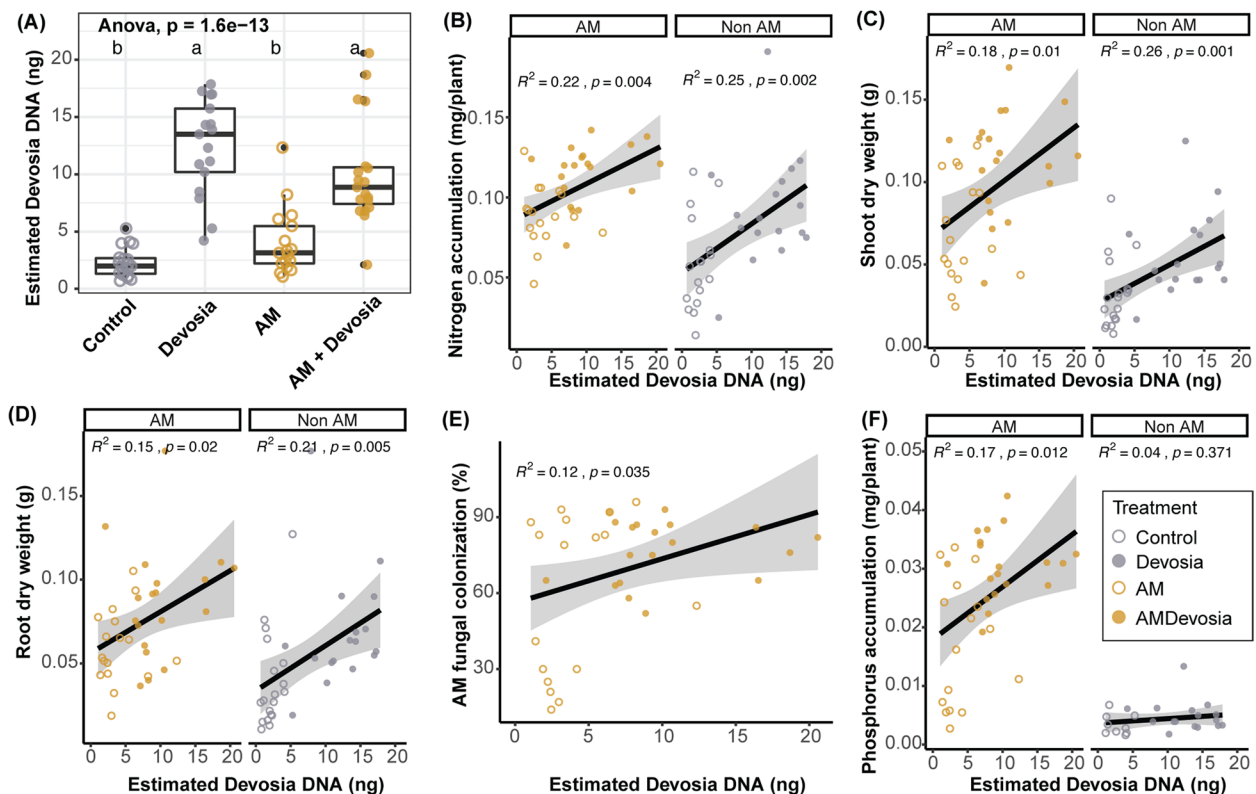 (A)
Anova, p = 1.6e−13
b a b a
Estimated Devosia DNA (ng)
20
15
10
5
0
Control Devosia AM AM + Devosia
(B)
AM Non AM
R² = 0.22 , p = 0.004
R² = 0.25 , p = 0.002
Nitrogen accumulation (mg/plant)
0.15
0.10
0.05
0 5 10 15 20 0 5 10 15 20
Estimated Devosia DNA (ng)
(C)
AM Non AM
R² = 0.18 , p = 0.01
R² = 0.26 , p = 0.001
Shoot dry weight (g)
0.15
0.10
0.05
0.00
0 5 10 15 20 0 5 10 15 20
Estimated Devosia DNA (ng)
(D)
AM Non AM
R² = 0.15 , p = 0.02
R² = 0.21 , p = 0.005
Root dry weight (g)
0.15
0.10
0.05
0 5 10 15 20 0 5 10 15 20
Estimated Devosia DNA (ng)
(E)
R² = 0.12 , p = 0.035
AM fungal colonization (%)
90
60
30
0 5 10 15 20
Estimated Devosia DNA (ng)
(F)
AM Non AM
R² = 0.17 , p = 0.012
R² = 0.04 , p = 0.371
Phosphorus accumulation (mg/plant)
0.05
0.04
0.03
0.02
0.01
0.00
0 5 10 15 20 0 5 10 15 20
Estimated Devosia DNA (ng)
Treatment
Control
Devosia
AM
AMDevosia